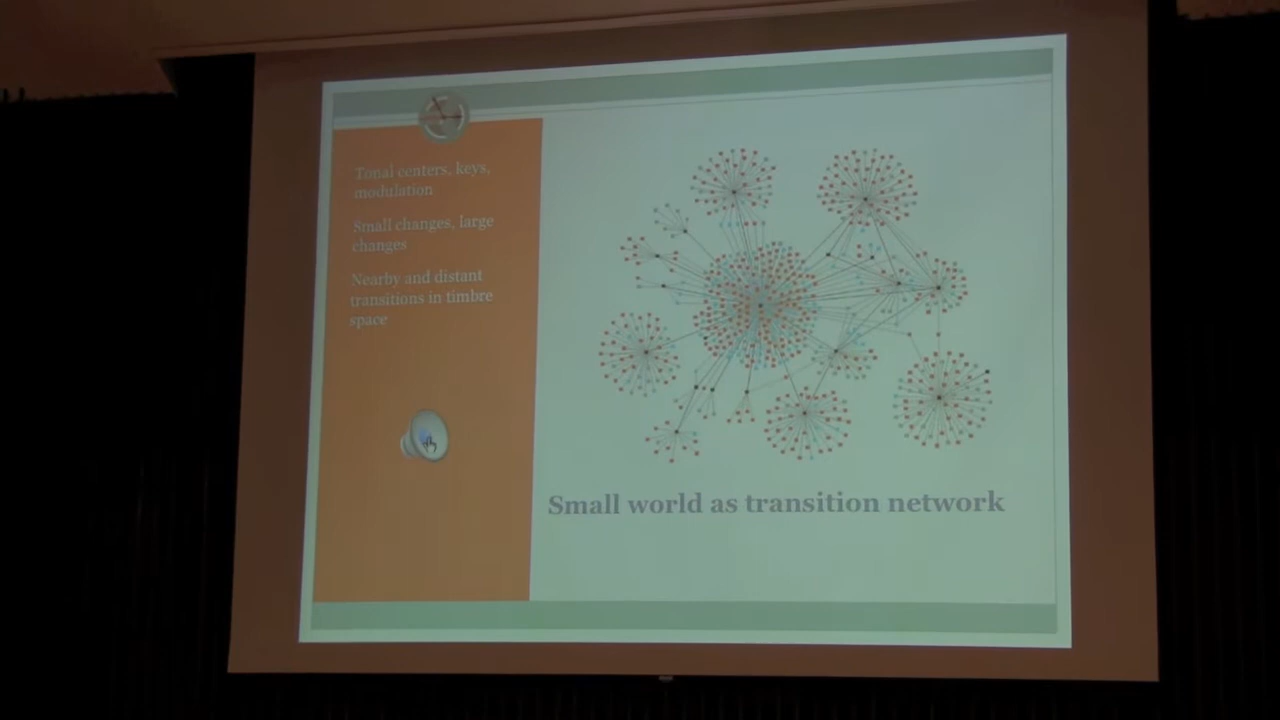 Tonal centers, keys,
modulation
Small changes, large
changes
Nearby and distant
transitions in timbre
space
Small world as transition network